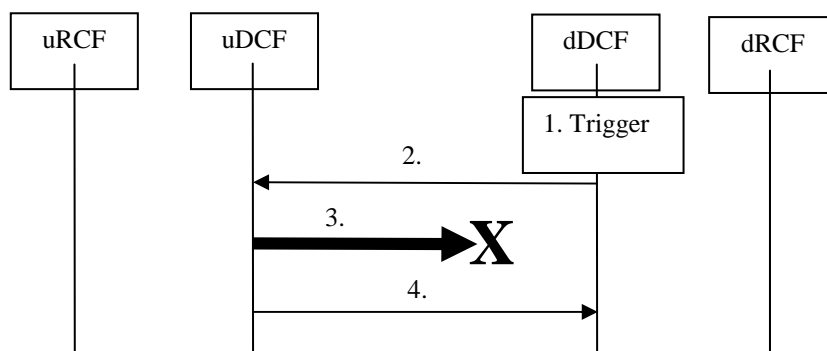 uRCF uDCF dDCF dRCF
1. Trigger
2.
3.
X
4.